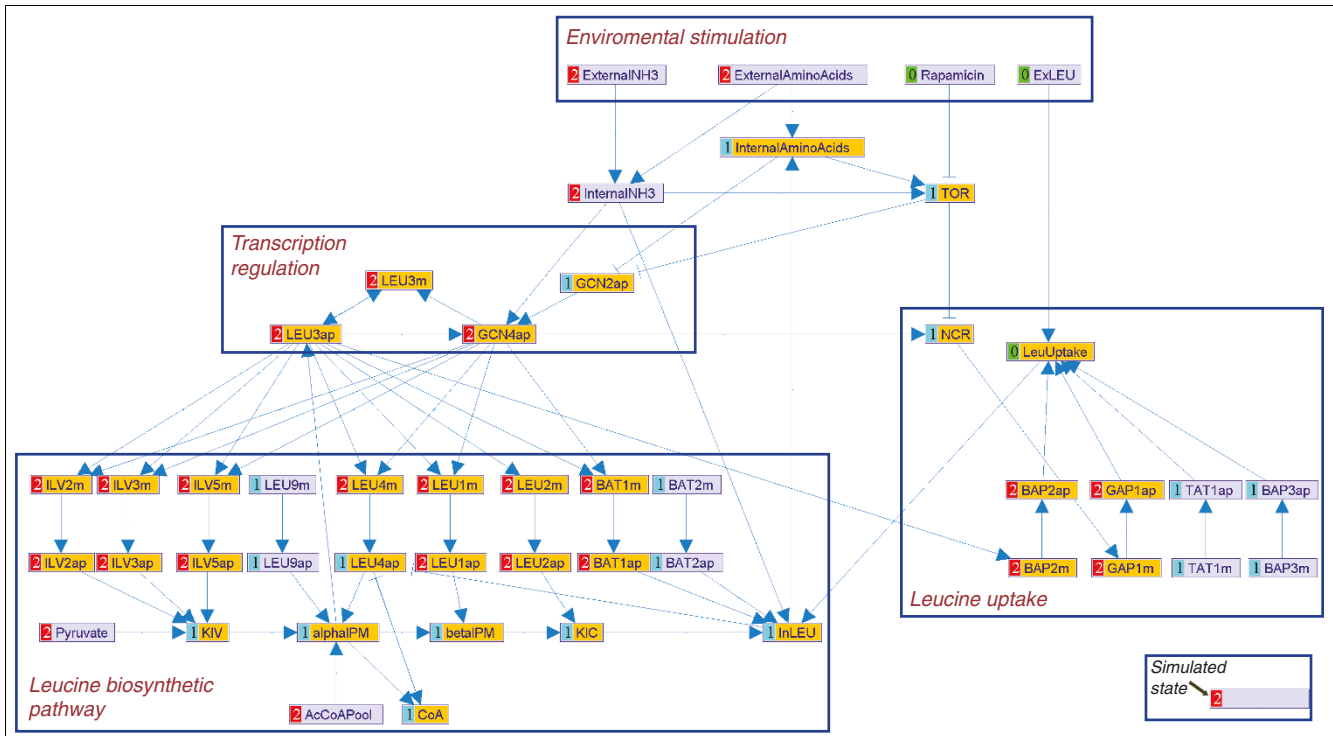 Enviromental stimulation
2 ExternalNH3
2 ExternalAminoAcids
0 Rapamicin
0 ExLEU
1 InternalAminoAcids
2 InternalNH3
1 TOR
Transcription
regulation
2 LEU3m
1 GCN2ap
2 LEU3ap
2 GCN4ap
1 NCR
0 LeuUptake
2 ILV2m
2 ILV3m
2 ILV5m
1 LEU9m
2 LEU4m
2 LEU1m
2 LEU2m
2 BAT1m
1 BAT2m
2 BAP2ap
2 GAP1ap
1 TAT1ap
1 BAP3ap
2 ILV2ap
2 ILV3ap
2 ILV5ap
1 LEU9ap
1 LEU4ap
2 LEU1ap
2 LEU2ap
2 BAT1ap
1 BAT2ap
2 BAP2m
2 GAP1m
1 TAT1m
1 BAP3m
Leucine uptake
2 Pyruvate
1 KIV
1 alphaIPM
1 betaIPM
1 KIC
1 InLEU
Leucine biosynthetic
pathway
2 AcCoAPool
1 CoA
Simulated
state
2